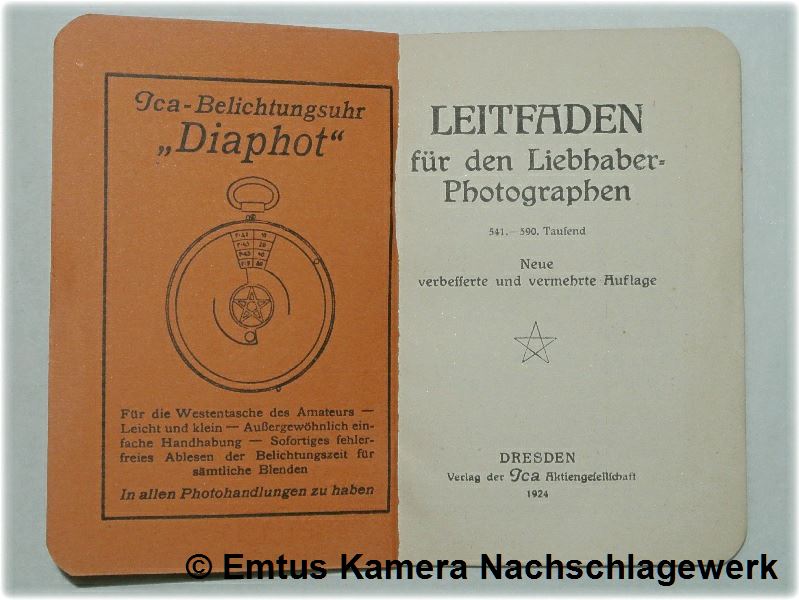 Ica-Belichtungsuhr
„Diaphot“
Für die Westentasche des Amateurs —
Leicht und klein — Außergewöhnlich ein-
fache Handhabung — Sofortiges fehler-
freies Ablesen der Belichtungszeit für
sämtliche Blenden
In allen Photohandlungen zu haben
LEITFADEN
für den Liebhaber-
Photographen
541.—590. Tauſend
Neue
verbeſſerte und vermehrte Auflage
DRESDEN
Verlag der Ica Aktiengeſellſchaft
1924
© Emtus Kamera Nachschlagewerk